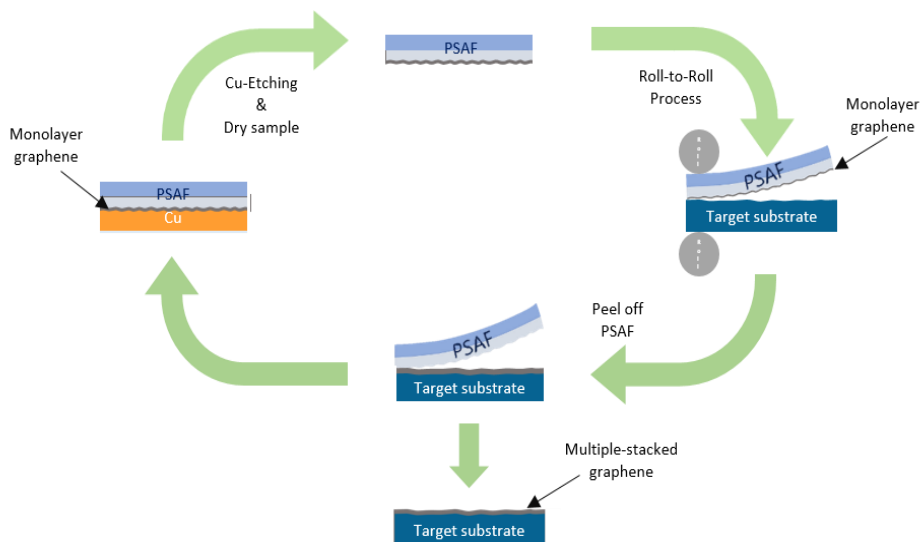 PSAF
Cu-Etching
&
Dry sample
Roll-to-Roll
Process
Monolayer
graphene
PSAF
Target substrate
Monolayer
graphene
PSAF
Cu
Peel off
PSAF
PSAF
Target substrate
Multiple-stacked
graphene
Target substrate